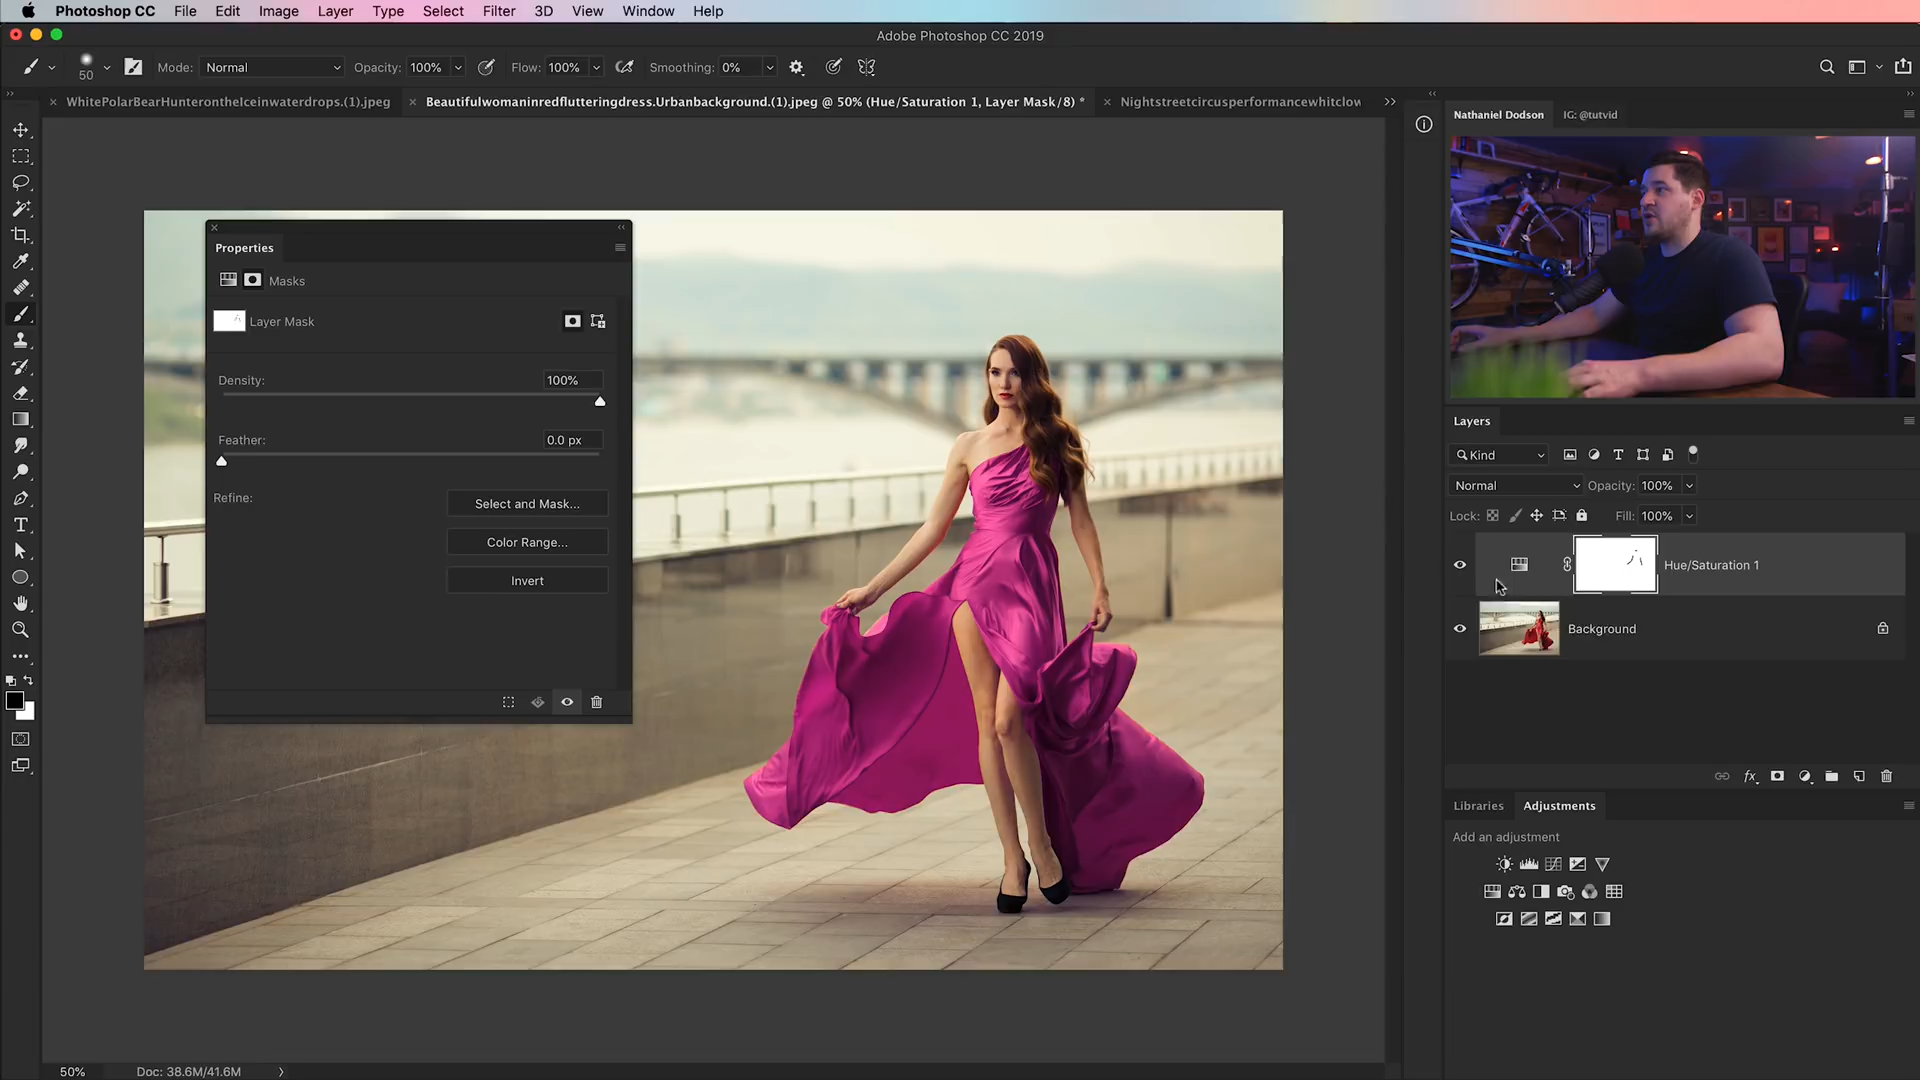 Photoshop CC File Edit Image Layer Type Select Filter 3D View Window Help
Adobe Photoshop CC 2019
50 Mode: Normal Opacity: 100% Flow: 100% Smoothing: 0%
WhitePolarBearHunterontheIceinwaterdrops.(1).jpeg
Beautifulwomaninredflutteringdress.Urbanbackground.(1).jpeg @ 50% (Hue/Saturation 1, Layer Mask/8) *
Nightstreetcircusperformancewhitclow
Nathaniel Dodson
IG: @tutvid
Properties
Masks
Layer Mask
Density: 100%
Feather: 0.0 px
Refine:
Select and Mask...
Color Range...
Invert
Layers
Kind
Normal Opacity: 100%
Lock: Fill: 100%
Hue/Saturation 1
Background
fx
Libraries Adjustments
Add an adjustment
50% Doc: 38.6M/41.6M